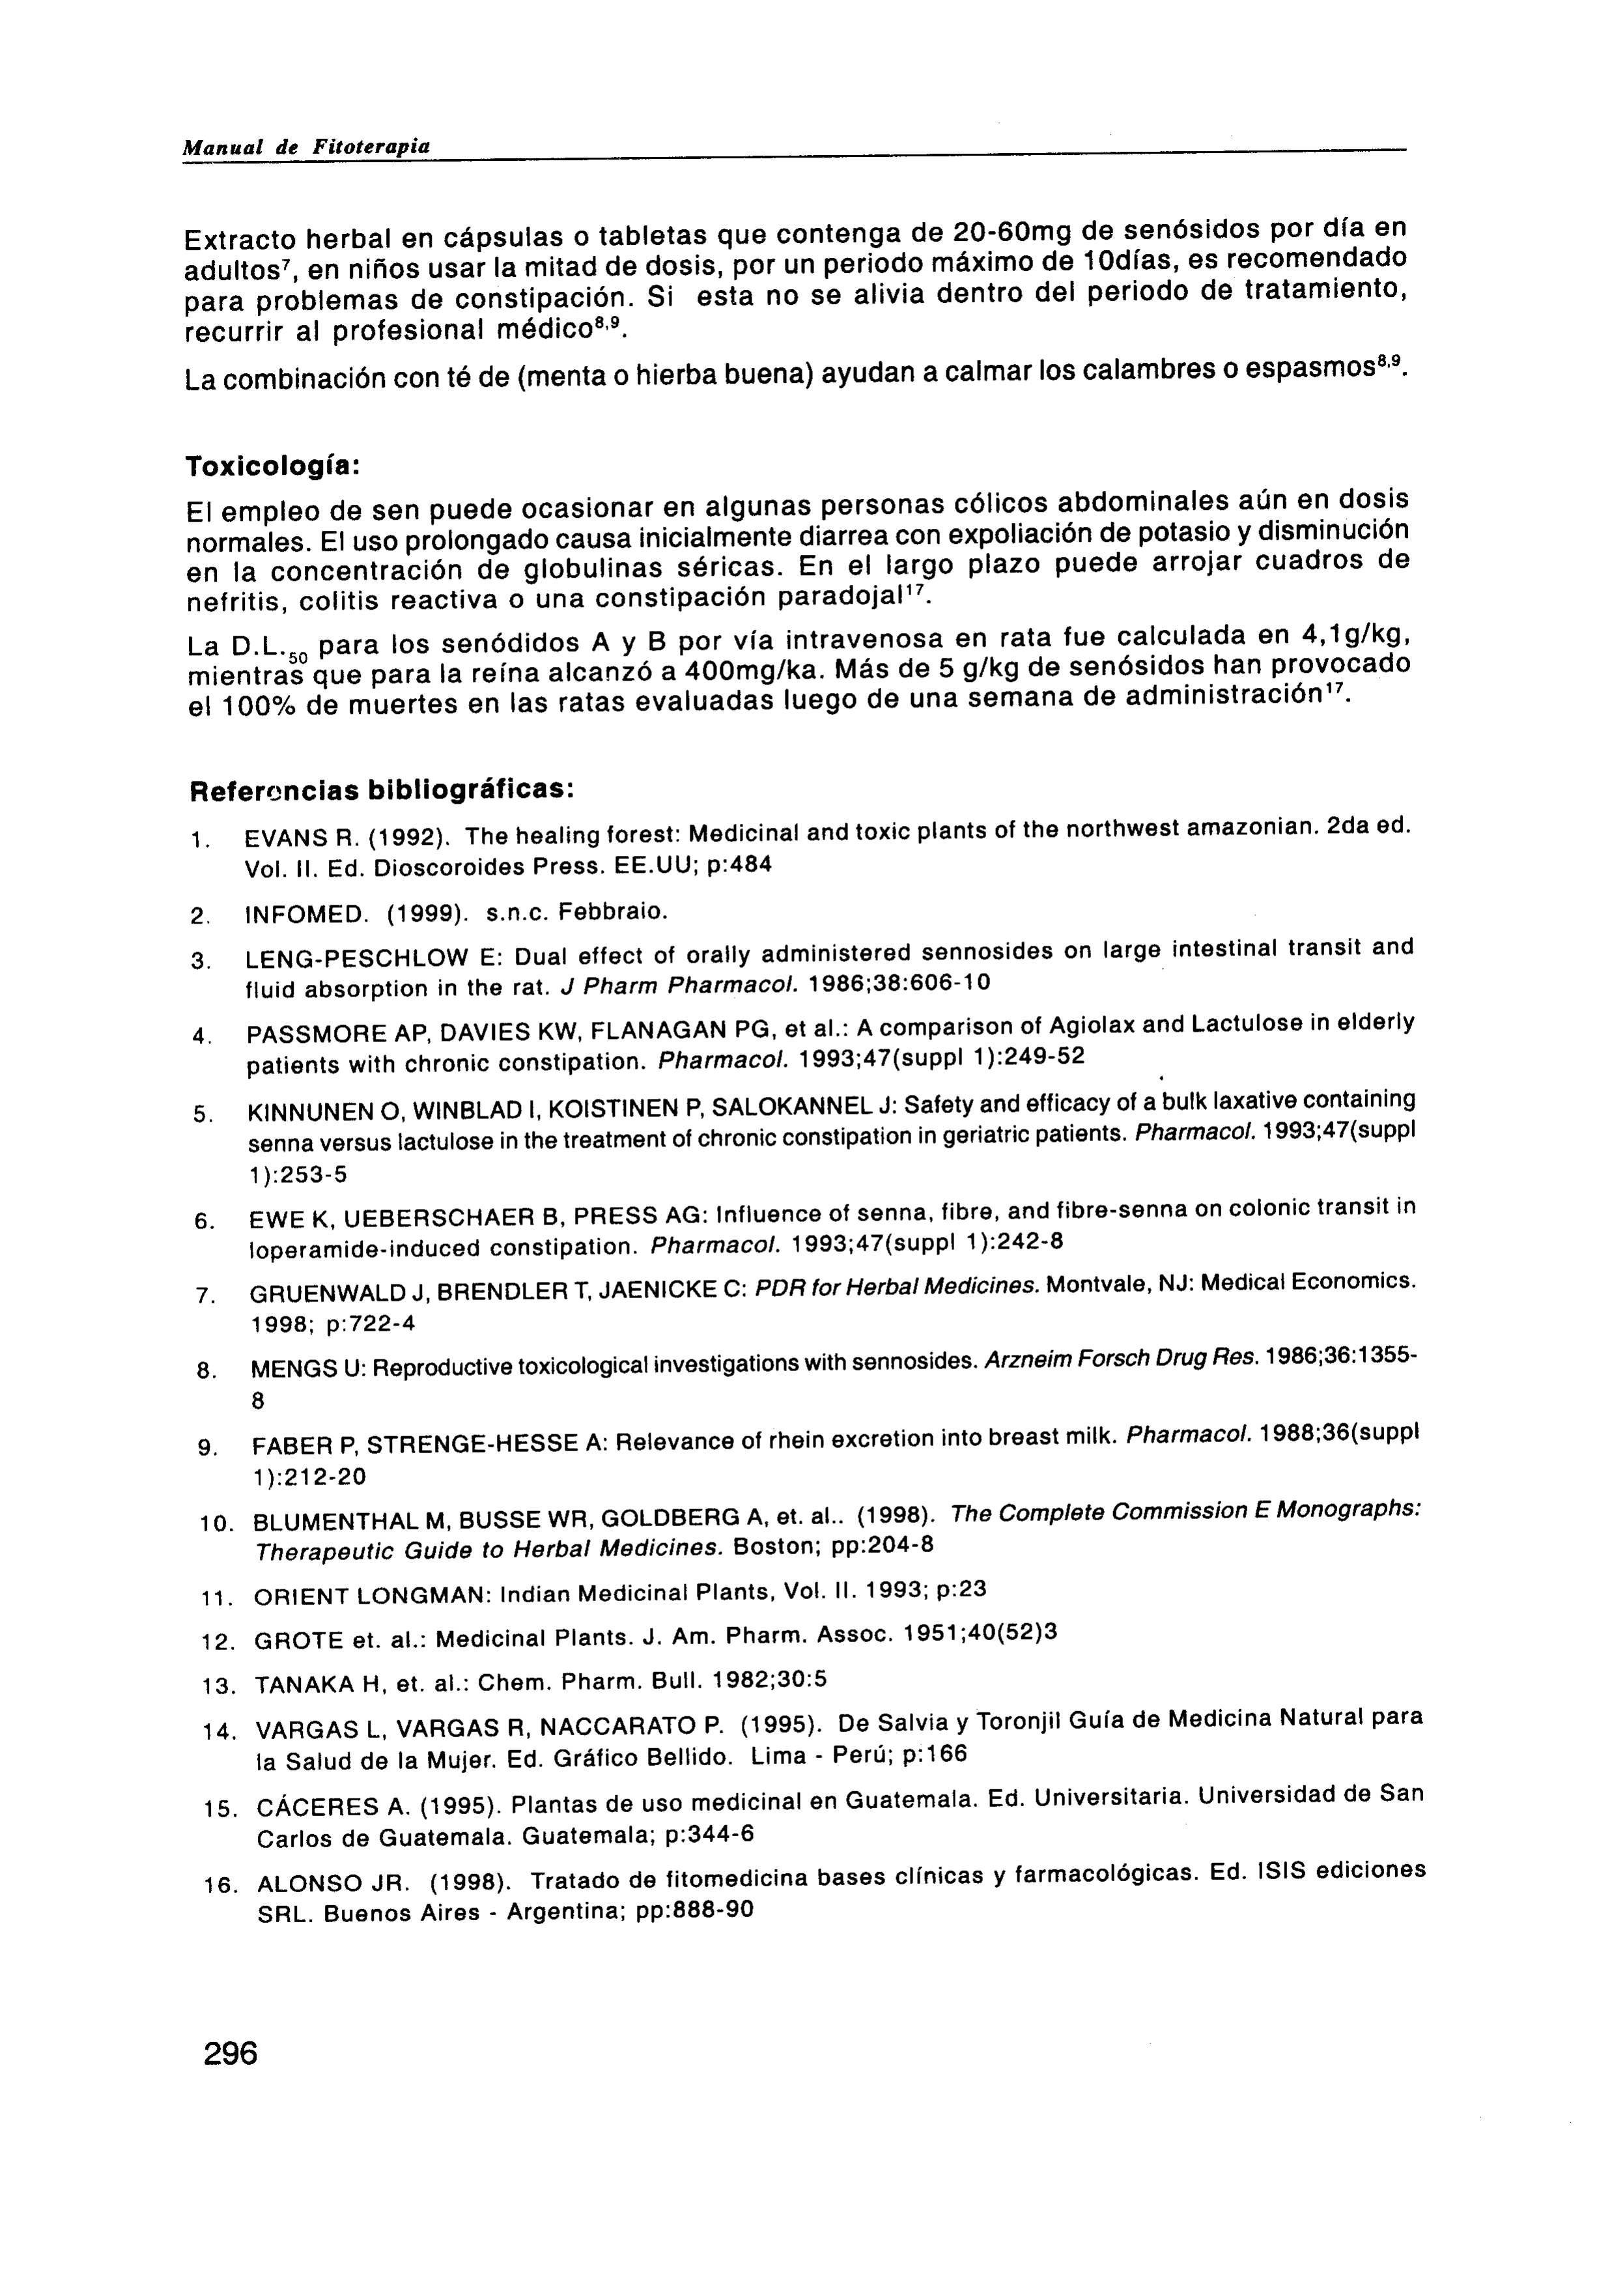 Manual de Fitoterapia
Extracto herbal en cápsulas o tabletas que contenga de 20-60mg de senósidos por día en
adultos⁷, en niños usar la mitad de dosis, por un periodo máximo de 10días, es recomendado
para problemas de constipación. Si esta no se alivia dentro del periodo de tratamiento,
recurrir al profesional médico⁸,⁹.
La combinación con té de (menta o hierba buena) ayudan a calmar los calambres o espasmos⁸,⁹.
Toxicología:
El empleo de sen puede ocasionar en algunas personas cólicos abdominales aún en dosis
normales. El uso prolongado causa inicialmente diarrea con expoliación de potasio y disminución
en la concentración de globulinas séricas. En el largo plazo puede arrojar cuadros de
nefritis, colitis reactiva o una constipación paradojal¹⁷.
La D.L.₅₀ para los senódidos A y B por vía intravenosa en rata fue calculada en 4,1g/kg,
mientras que para la reína alcanzó a 400mg/ka. Más de 5 g/kg de senósidos han provocado
el 100% de muertes en las ratas evaluadas luego de una semana de administración¹⁷.
Referencias bibliográficas:
1. EVANS R. (1992). The healing forest: Medicinal and toxic plants of the northwest amazonian. 2da ed.
Vol. II. Ed. Dioscoroides Press. EE.UU; p:484
2. INFOMED. (1999). s.n.c. Febbraio.
3. LENG-PESCHLOW E: Dual effect of orally administered sennosides on large intestinal transit and
fluid absorption in the rat. J Pharm Pharmacol. 1986;38:606-10
4. PASSMORE AP, DAVIES KW, FLANAGAN PG, et al.: A comparison of Agiolax and Lactulose in elderly
patients with chronic constipation. Pharmacol. 1993;47(suppl 1):249-52
5. KINNUNEN O, WINBLAD I, KOISTINEN P, SALOKANNEL J: Safety and efficacy of a bulk laxative containing
senna versus lactulose in the treatment of chronic constipation in geriatric patients. Pharmacol. 1993;47(suppl
1):253-5
6. EWE K, UEBERSCHAER B, PRESS AG: Influence of senna, fibre, and fibre-senna on colonic transit in
loperamide-induced constipation. Pharmacol. 1993;47(suppl 1):242-8
7. GRUENWALD J, BRENDLER T, JAENICKE C: PDR for Herbal Medicines. Montvale, NJ: Medical Economics.
1998; p:722-4
8. MENGS U: Reproductive toxicological investigations with sennosides. Arzneim Forsch Drug Res. 1986;36:1355-
8
9. FABER P, STRENGE-HESSE A: Relevance of rhein excretion into breast milk. Pharmacol. 1988;36(suppl
1):212-20
10. BLUMENTHAL M, BUSSE WR, GOLDBERG A, et. al.. (1998). The Complete Commission E Monographs:
Therapeutic Guide to Herbal Medicines. Boston; pp:204-8
11. ORIENT LONGMAN: Indian Medicinal Plants, Vol. II. 1993; p:23
12. GROTE et. al.: Medicinal Plants. J. Am. Pharm. Assoc. 1951;40(52)3
13. TANAKA H, et. al.: Chem. Pharm. Bull. 1982;30:5
14. VARGAS L, VARGAS R, NACCARATO P. (1995). De Salvia y Toronjil Guía de Medicina Natural para
la Salud de la Mujer. Ed. Gráfico Bellido. Lima - Perú; p:166
15. CÁCERES A. (1995). Plantas de uso medicinal en Guatemala. Ed. Universitaria. Universidad de San
Carlos de Guatemala. Guatemala; p:344-6
16. ALONSO JR. (1998). Tratado de fitomedicina bases clínicas y farmacológicas. Ed. ISIS ediciones
SRL. Buenos Aires - Argentina; pp:888-90
296